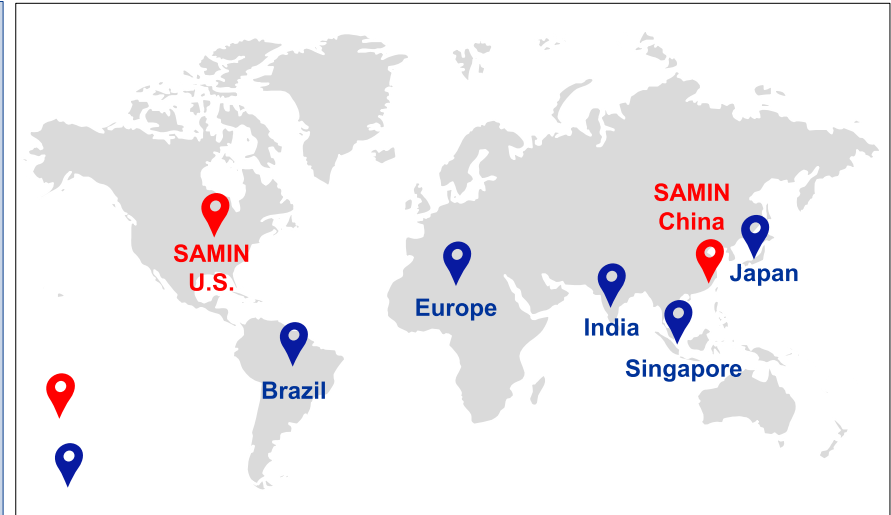 SAMIN
China
SAMIN
U.S.
Japan
Europe
India
Singapore
Brazil